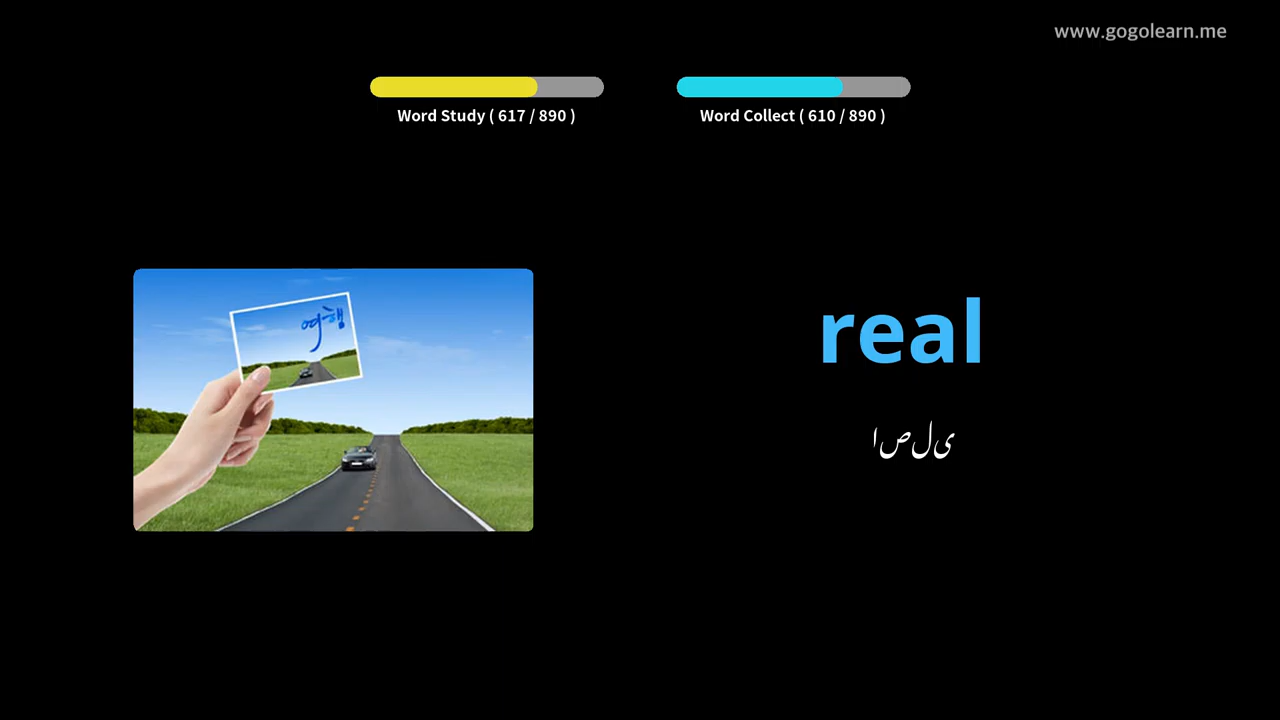 www.gogolearn.me
Word Study ( 617 / 890 )
Word Collect ( 610 / 890 )
여행
real
اصلی